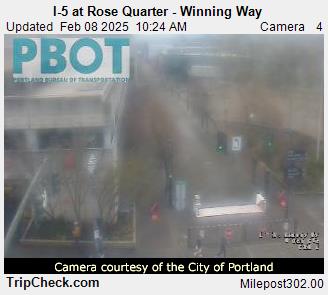 I-5 at Rose Quarter - Winning Way
Updated Feb 08 2025 10:24 AM Camera 4
PBOT
PORTLAND BUREAU OF TRANSPORTATION
Camera courtesy of the City of Portland
TripCheck.com Milepost302.00